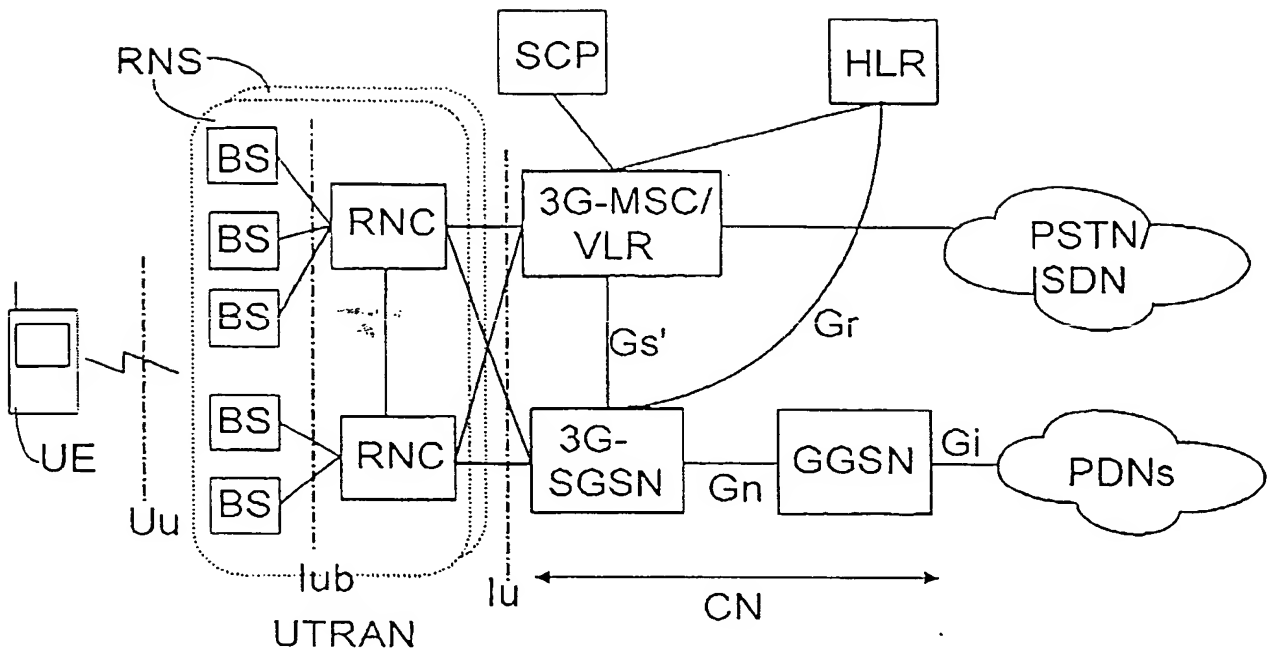 RNS
SCP
HLR
BS
BS
BS
RNC
3G-MSC/
VLR
PSTN/
ISDN
Gs'
Gr
UE
Uu
BS
BS
RNC
3G-
SGSN
Gn
GGSN
Gi
PDNs
Iub
Iu
CN
UTRAN